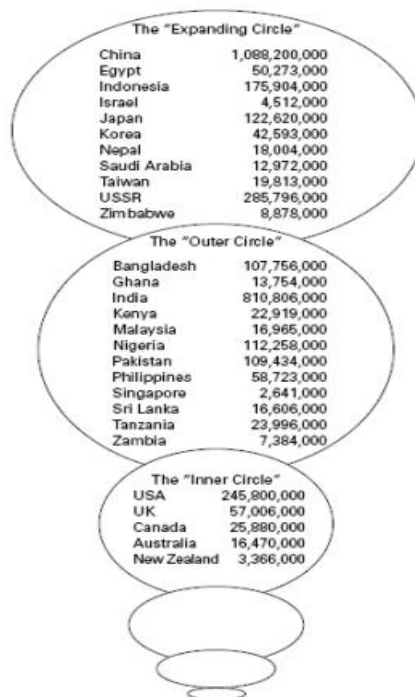 The "Expanding Circle"
China 1,088,200,000
Egypt 50,273,000
Indonesia 175,904,000
Israel 4,512,000
Japan 122,620,000
Korea 42,593,000
Nepal 18,004,000
Saudi Arabia 12,972,000
Taiwan 19,813,000
USSR 285,796,000
Zimbabwe 8,878,000
The "Outer Circle"
Bangladesh 107,756,000
Ghana 13,754,000
India 810,806,000
Kenya 22,919,000
Malaysia 16,965,000
Nigeria 112,258,000
Pakistan 109,434,000
Philippines 58,723,000
Singapore 2,641,000
Sri Lanka 16,606,000
Tanzania 23,996,000
Zambia 7,384,000
The "Inner Circle"
USA 245,800,000
UK 57,006,000
Canada 25,880,000
Australia 16,470,000
New Zealand 3,366,000